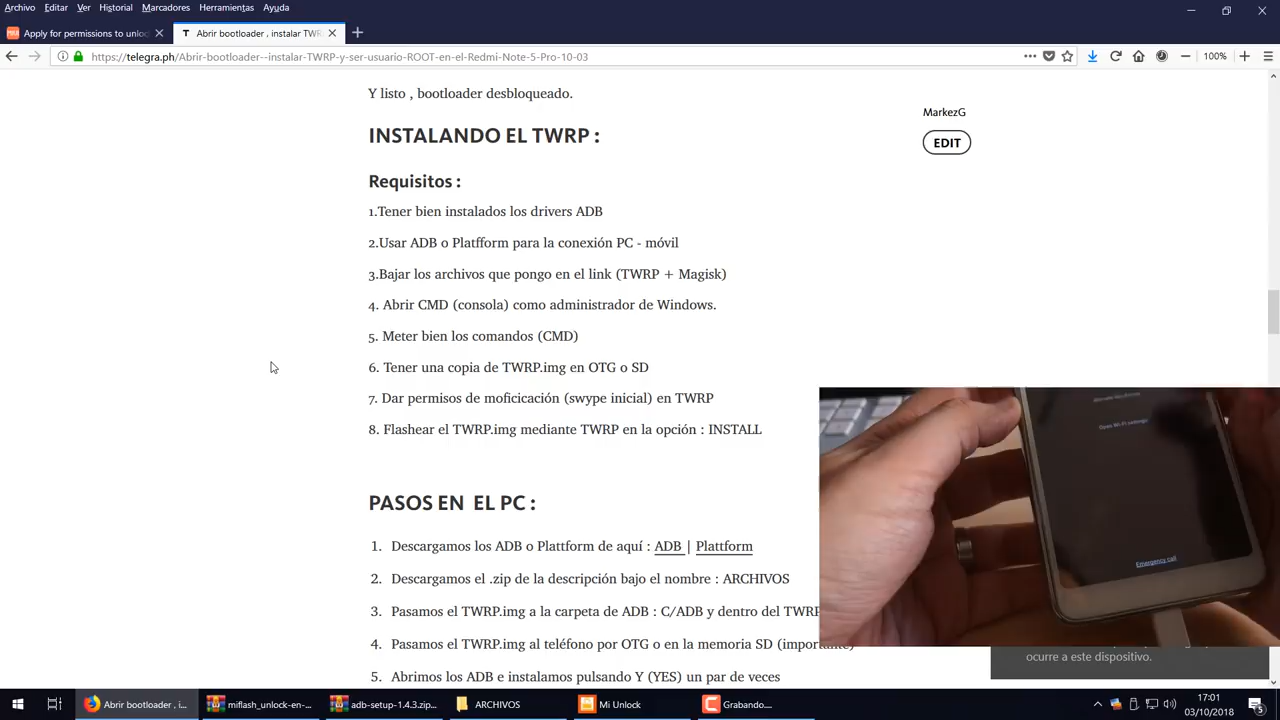 Archivo Editar Ver Historial Marcadores Herramientas Ayuda
Apply for permissions to unlo
Abrir bootloader , instalar TWR
https://telegra.ph/Abrir-bootloader--instalar-TWRP-y-ser-usuario-ROOT-en-el-Redmi-Note-5-Pro-10-03
100%
Y listo , bootloader desbloqueado.
MarkezG
INSTALANDO EL TWRP :
EDIT
Requisitos :
1.Tener bien instalados los drivers ADB
2.Usar ADB o Platfform para la conexión PC - móvil
3.Bajar los archivos que pongo en el link (TWRP + Magisk)
4. Abrir CMD (consola) como administrador de Windows.
5. Meter bien los comandos (CMD)
6. Tener una copia de TWRP.img en OTG o SD
7. Dar permisos de moficicación (swype inicial) en TWRP
8. Flashear el TWRP.img mediante TWRP en la opción : INSTALL
Open Wi-Fi settings
Emergency call
PASOS EN EL PC :
1. Descargamos los ADB o Plattform de aquí : ADB | Plattform
2. Descargamos el .zip de la descripción bajo el nombre : ARCHIVOS
3. Pasamos el TWRP.img a la carpeta de ADB : C/ADB y dentro del TWRP
4. Pasamos el TWRP.img al teléfono por OTG o en la memoria SD (importante)
5. Abrimos los ADB e instalamos pulsando Y (YES) un par de veces
ocurre a este dispositivo.
Abrir bootloader , i...
miflash_unlock-en-...
adb-setup-1.4.3.zip...
ARCHIVOS
Mi Unlock
Grabando....
17:01
03/10/2018
5